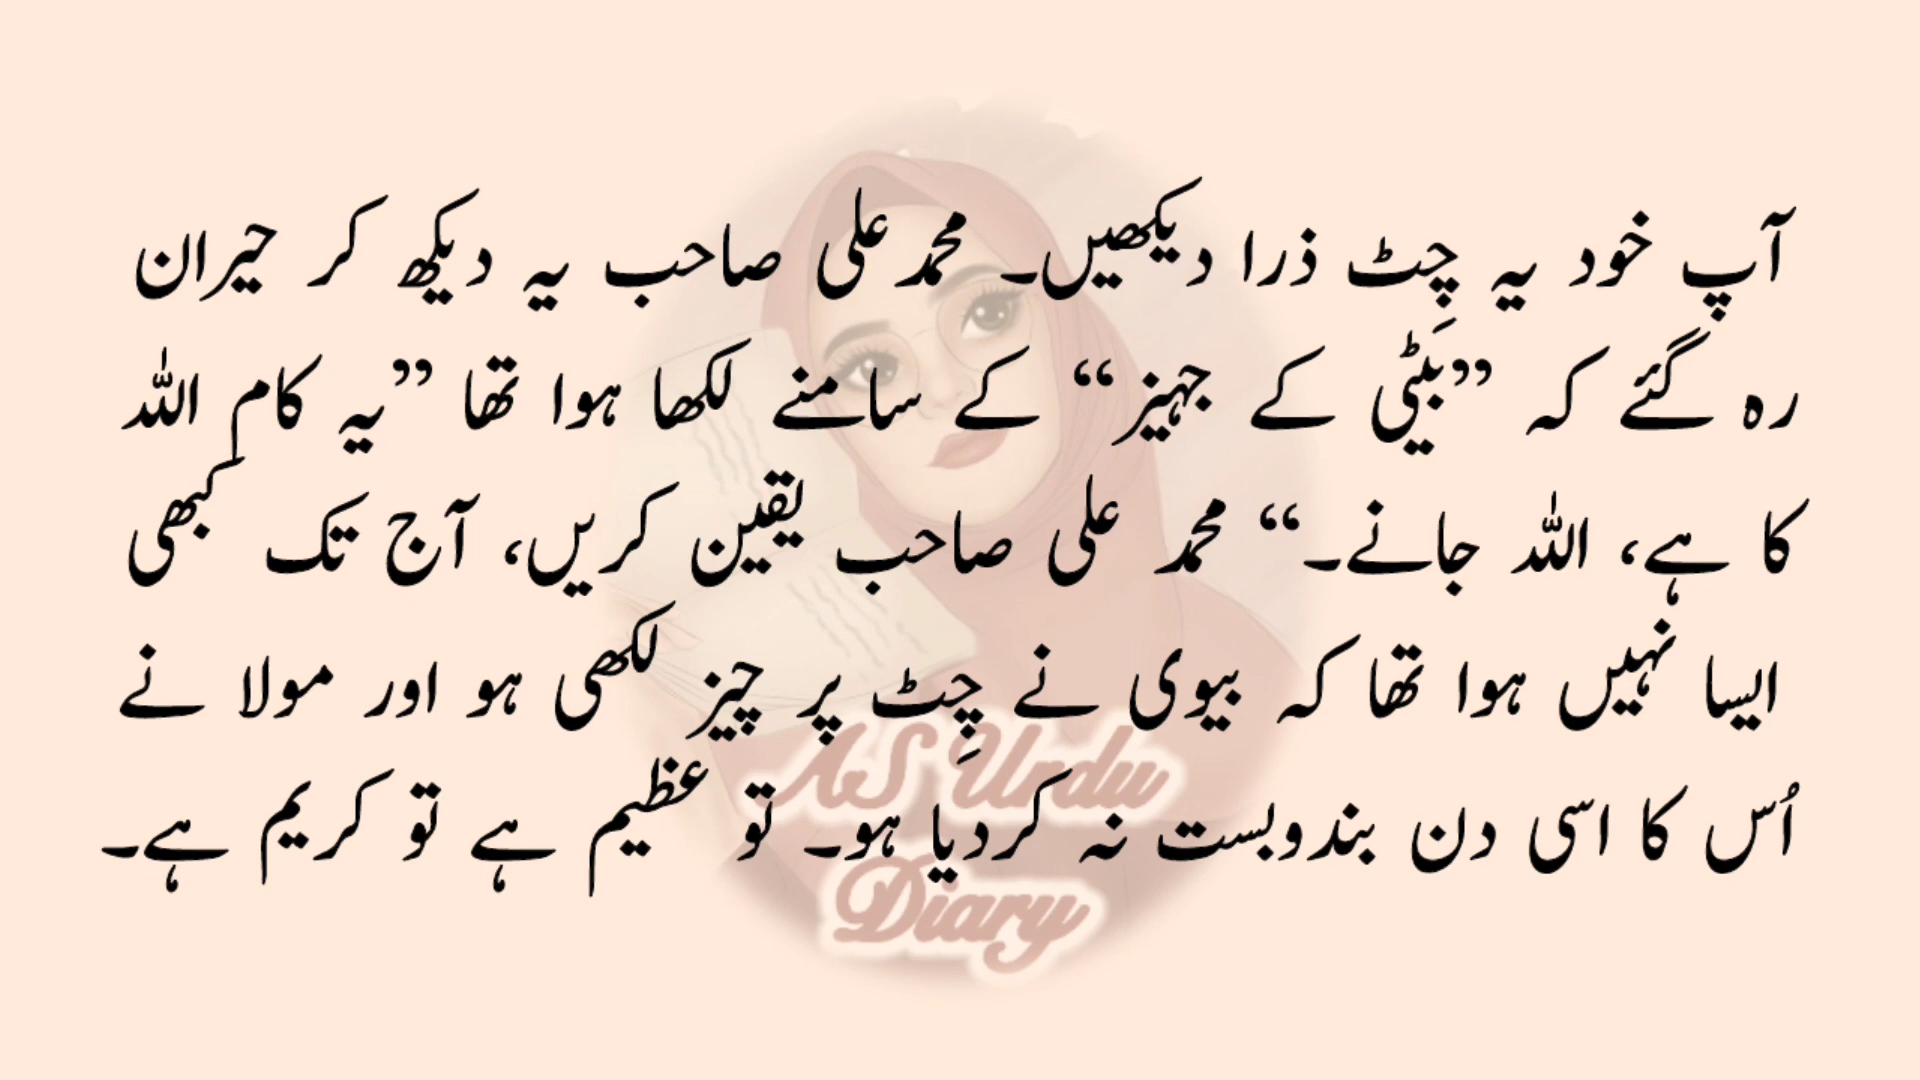 آپ خود یہ چِٹ ذرا دیکھیں۔ محمد علی صاحب یہ دیکھ کر حیران
رہ گئے کہ ”بَیٹی کے جہیز“ کے سامنے لکھا ہوا تھا ”یہ کام اللہ
کا ہے، اللہ جانے۔“ محمد علی صاحب یقین کریں، آج تک کبھی
ایسا نہیں ہوا تھا کہ بیوی نے چِٹ پر چیز لکھی ہو اور مولا نے
اُس کا اسی دن بندوبست نہ کردیا ہو۔ تو عظیم ہے تو کریم ہے۔
AS Urdu
Diary